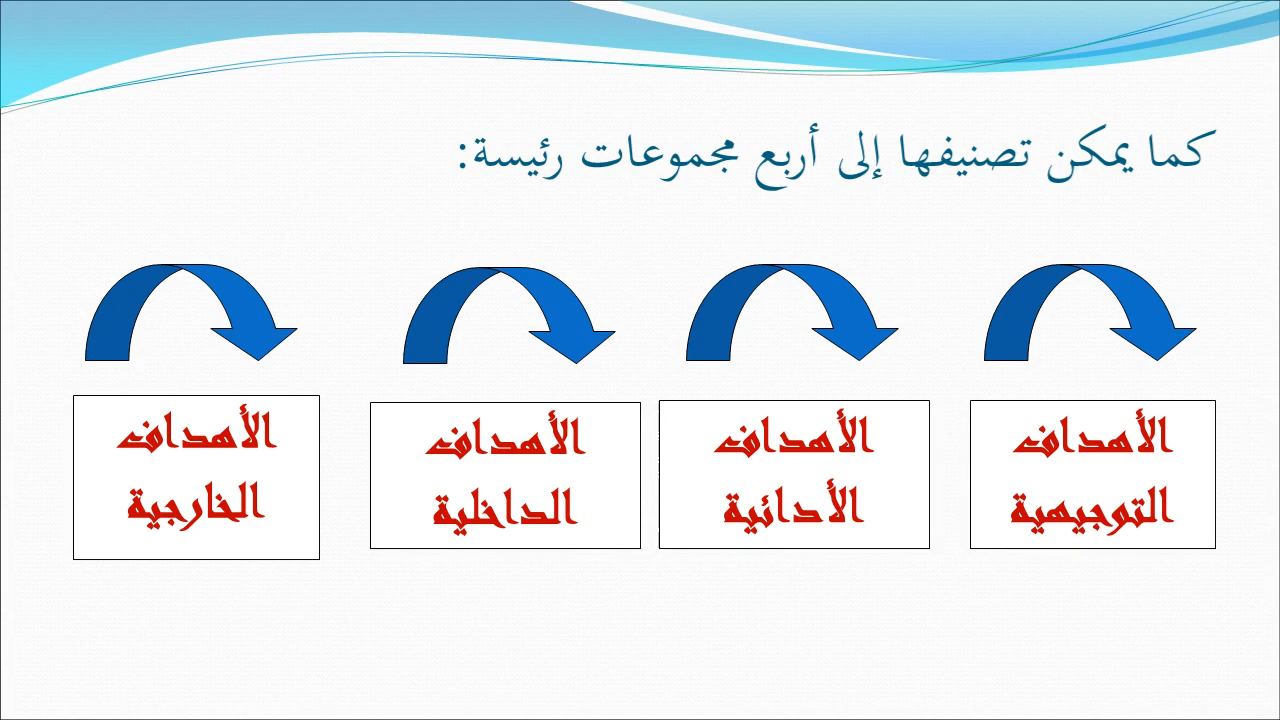 كما يمكن تصنيفها إلى أربع مجموعات رئيسة:
الأهداف
التوجيهية
الأهداف
الأدائية
الأهداف
الداخلية
الأهداف
الخارجية